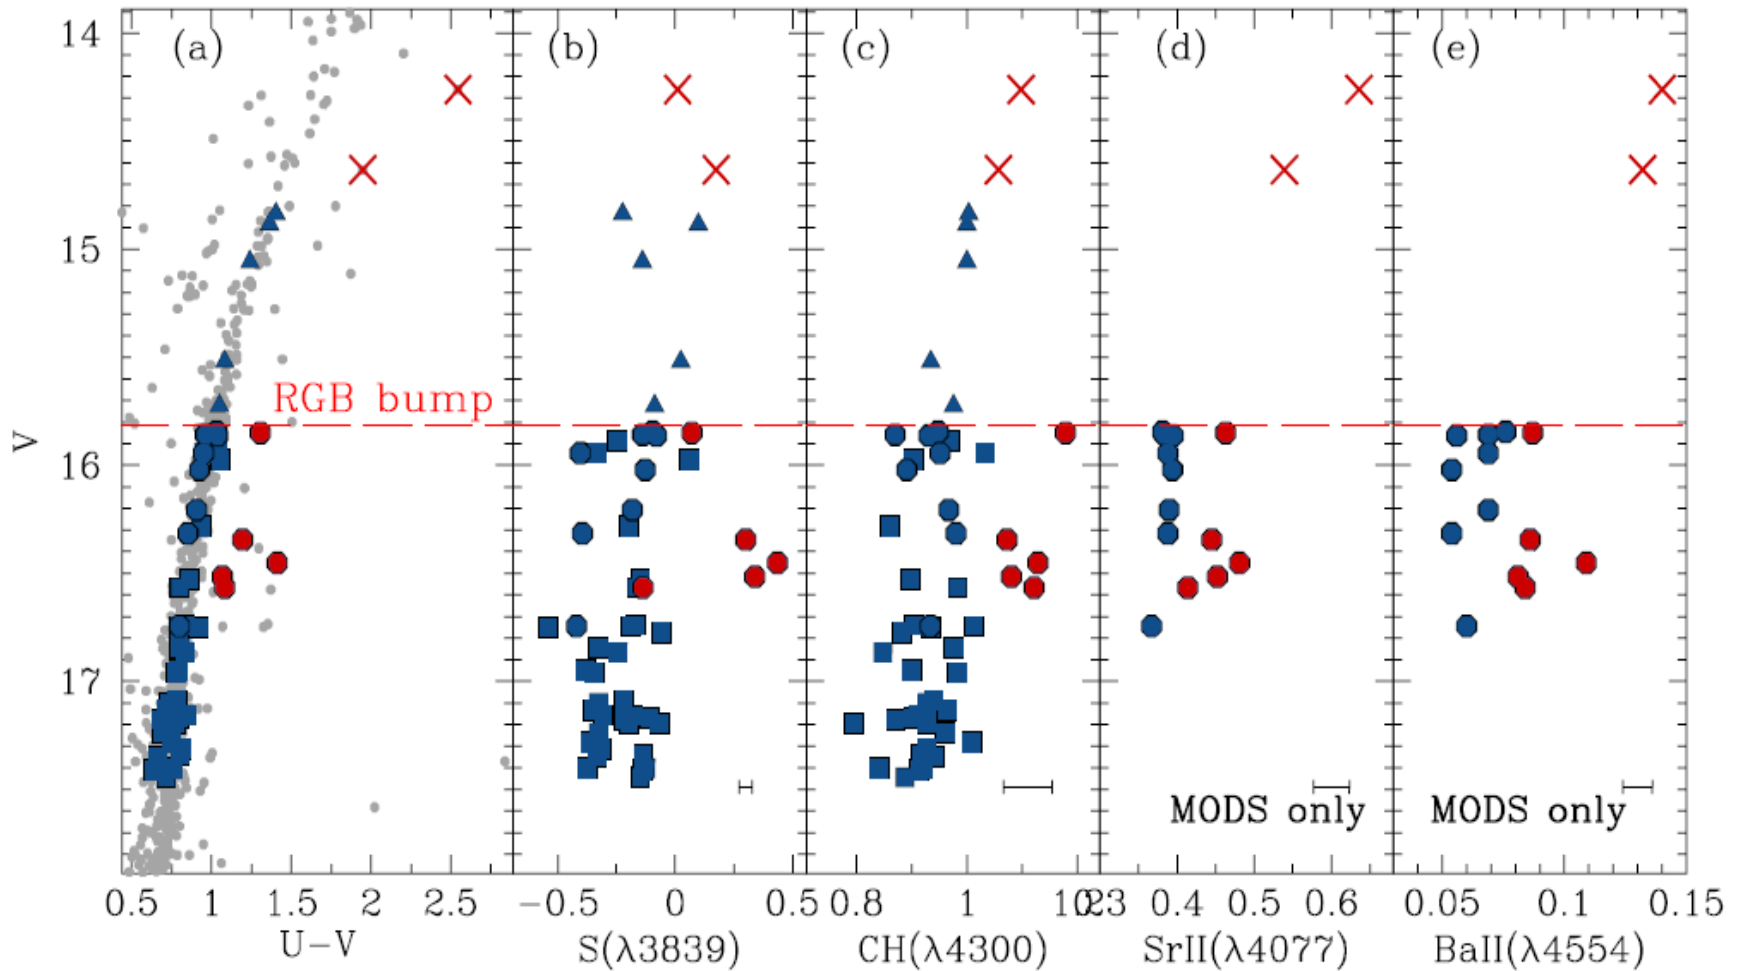 14
(a)
(b)
(c)
(d)
(e)
15
RGB bump
V
16
17
MODS only
MODS only
0.5 1 1.5 2 2.5
−0.5 0 0.5
0.8 1
0.4 0.5 0.6
0.05 0.1 0.15
U−V
S(λ3839)
CH(λ4300)
SrII(λ4077)
BaII(λ4554)